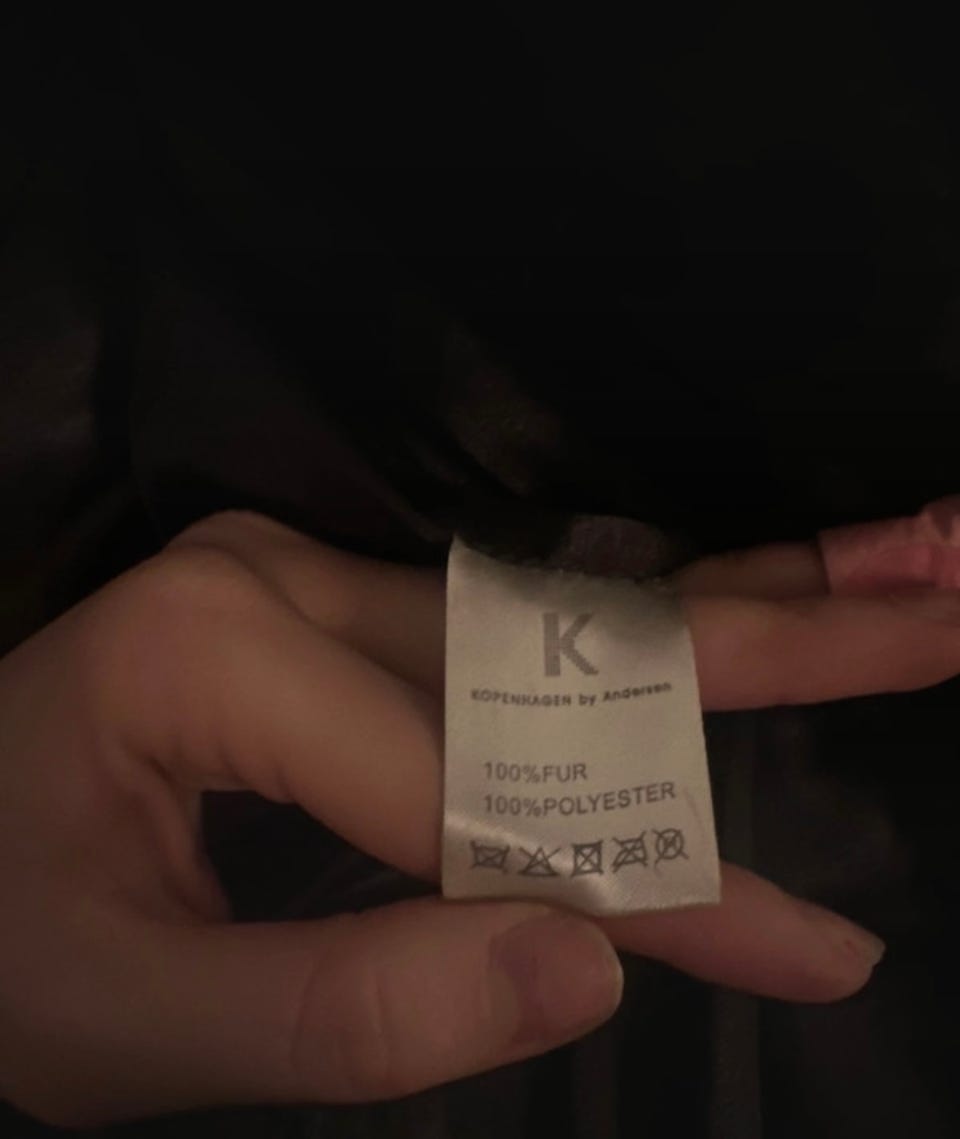 K
KOPENHAGEN by Andersen
100%FUR
100%POLYESTER